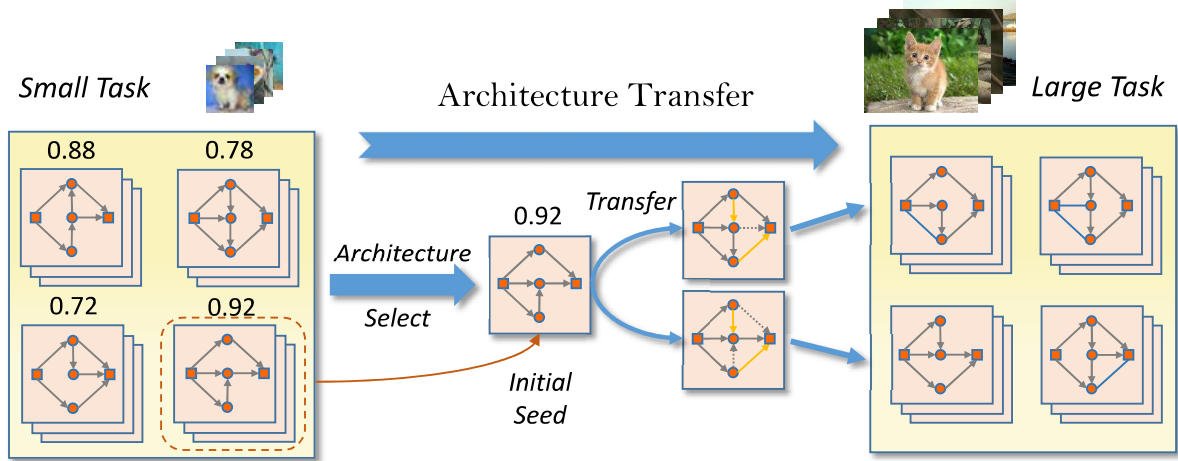 Small Task
Architecture Transfer
Large Task
0.88
0.78
0.72
0.92
Architecture
Select
0.92
Initial
Seed
Transfer